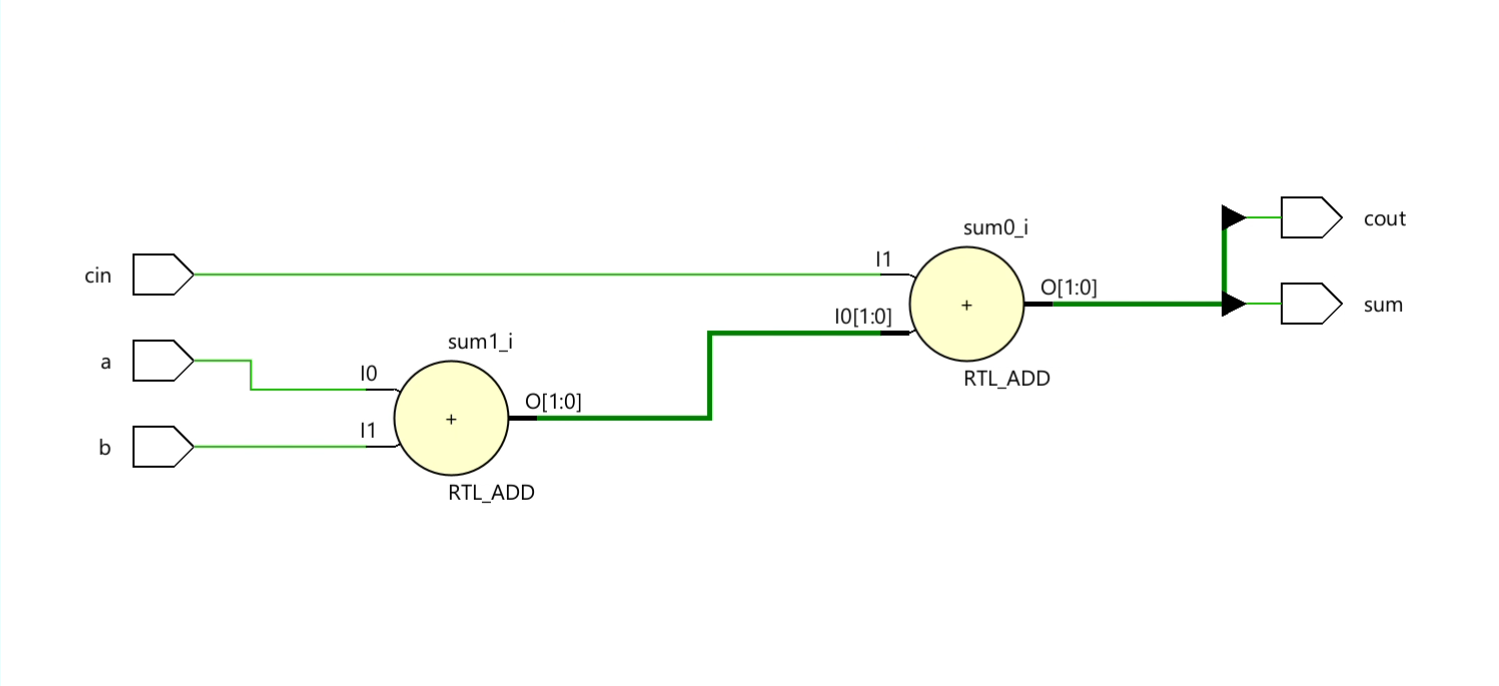 sum0_i
cout
cin
I1
+
O[1:0]
sum
I0[1:0]
sum1_i
a
I0
RTL_ADD
O[1:0]
b
I1
+
RTL_ADD